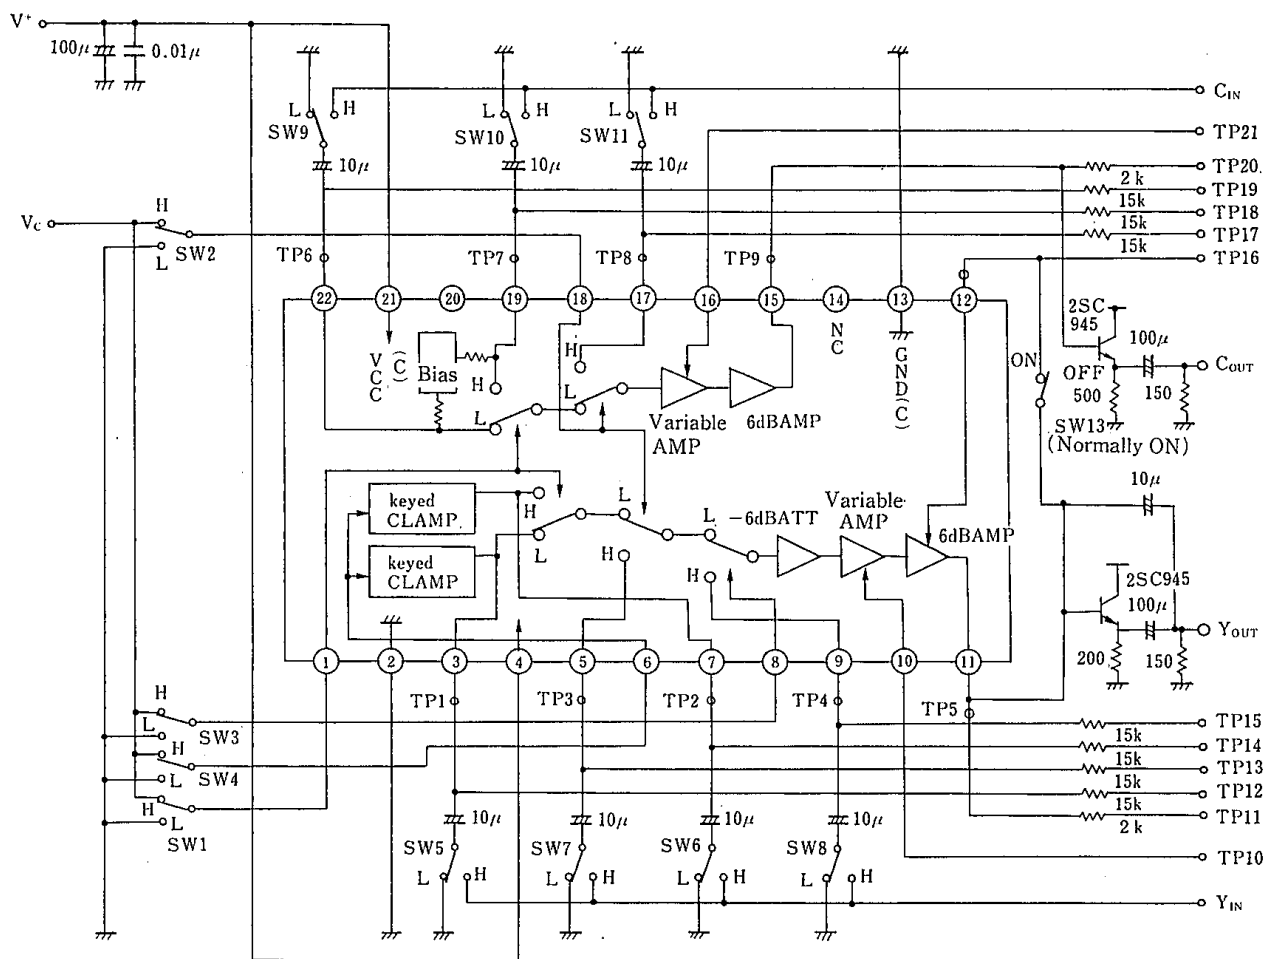 V⁺
100μ
0.01μ
L
H
SW9
10μ
L
H
SW10
10μ
L
H
SW11
10μ
C_IN
TP21
TP20
2k
TP19
15k
TP18
15k
TP17
15k
TP16
V_C
H
L
SW2
TP6
TP7
TP8
TP9
22
21
20
19
18
17
16
15
14
13
12
VCC(C)
Bias
H
L
H
L
Variable
AMP
6dBAMP
NC
GND(C)
2SC
945
100μ
C_OUT
ON
OFF
500
150
SW13
(Normally ON)
10μ
keyed
CLAMP
keyed
CLAMP
H
L
L
H
L
H
-6dBATT
Variable
AMP
6dBAMP
2SC945
100μ
Y_OUT
200
150
1
2
3
4
5
6
7
8
9
10
11
TP1
TP3
TP2
TP4
TP5
H
L
SW3
H
L
SW4
H
L
SW1
TP15
15k
TP14
15k
TP13
15k
TP12
15k
TP11
2k
TP10
10μ
10μ
10μ
10μ
SW5
L
H
SW7
L
H
SW6
L
H
SW8
L
H
Y_IN